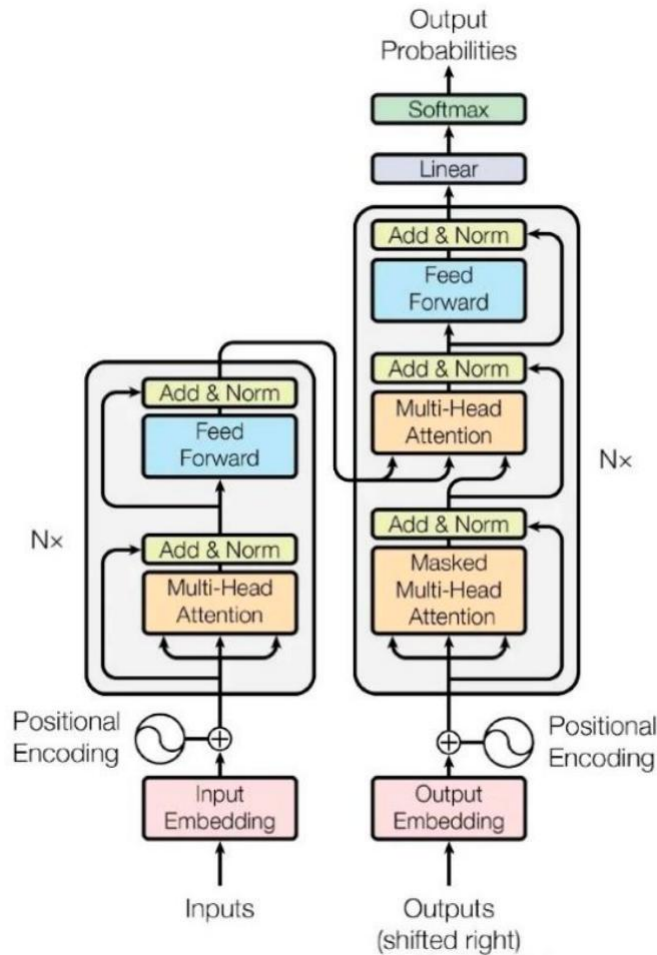 Output
Probabilities
Softmax
Linear
Add & Norm
Feed
Forward
Add & Norm
Multi-Head
Attention
Add & Norm
Masked
Multi-Head
Attention
N×
Add & Norm
Feed
Forward
Add & Norm
Multi-Head
Attention
N×
Positional
Encoding
Input
Embedding
Inputs
Positional
Encoding
Output
Embedding
Outputs
(shifted right)